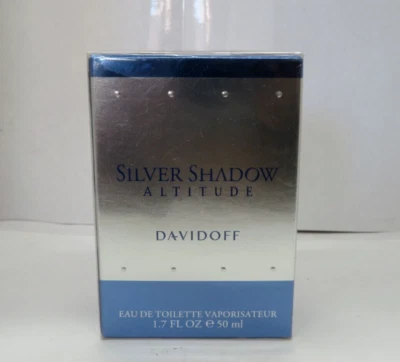 SILVER SHADOW
ALTITUDE
DAVIDOFF
EAU DE TOILETTE VAPORISATEUR
1.7 FL OZ ℮ 50 ml